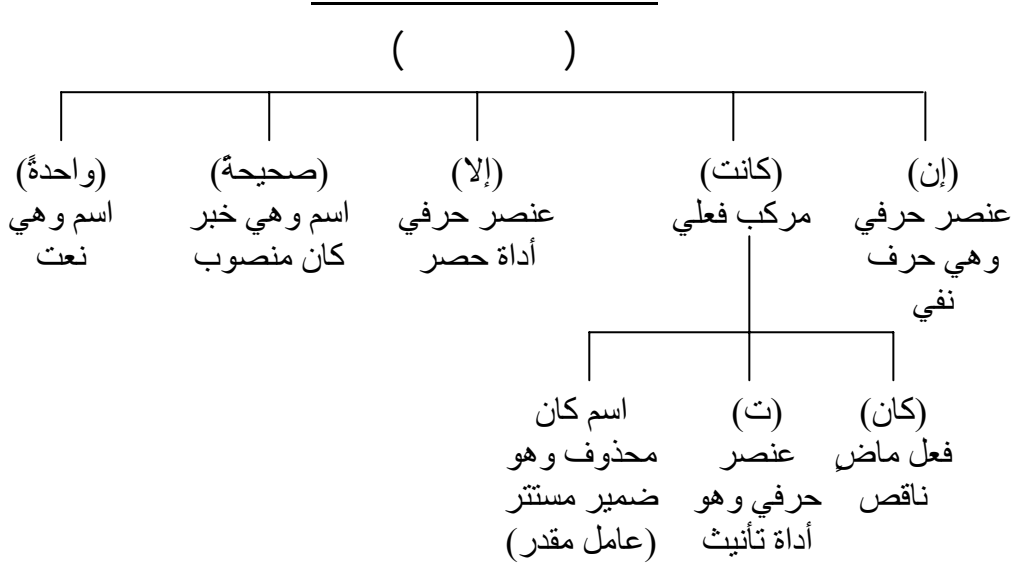 ( )
(إن) (كانت) (إلا) (صحيحةً) (واحدةً)
عنصر حرفي مركب فعلي عنصر حرفي اسم وهي خبر اسم وهي
وهي حرف أداة حصر كان منصوب نعت
نفي
(كان) (ت) اسم كان
فعل ماضٍ عنصر محذوف وهو
ناقص حرفي وهو ضمير مستتر
أداة تأنيث (عامل مقدر)